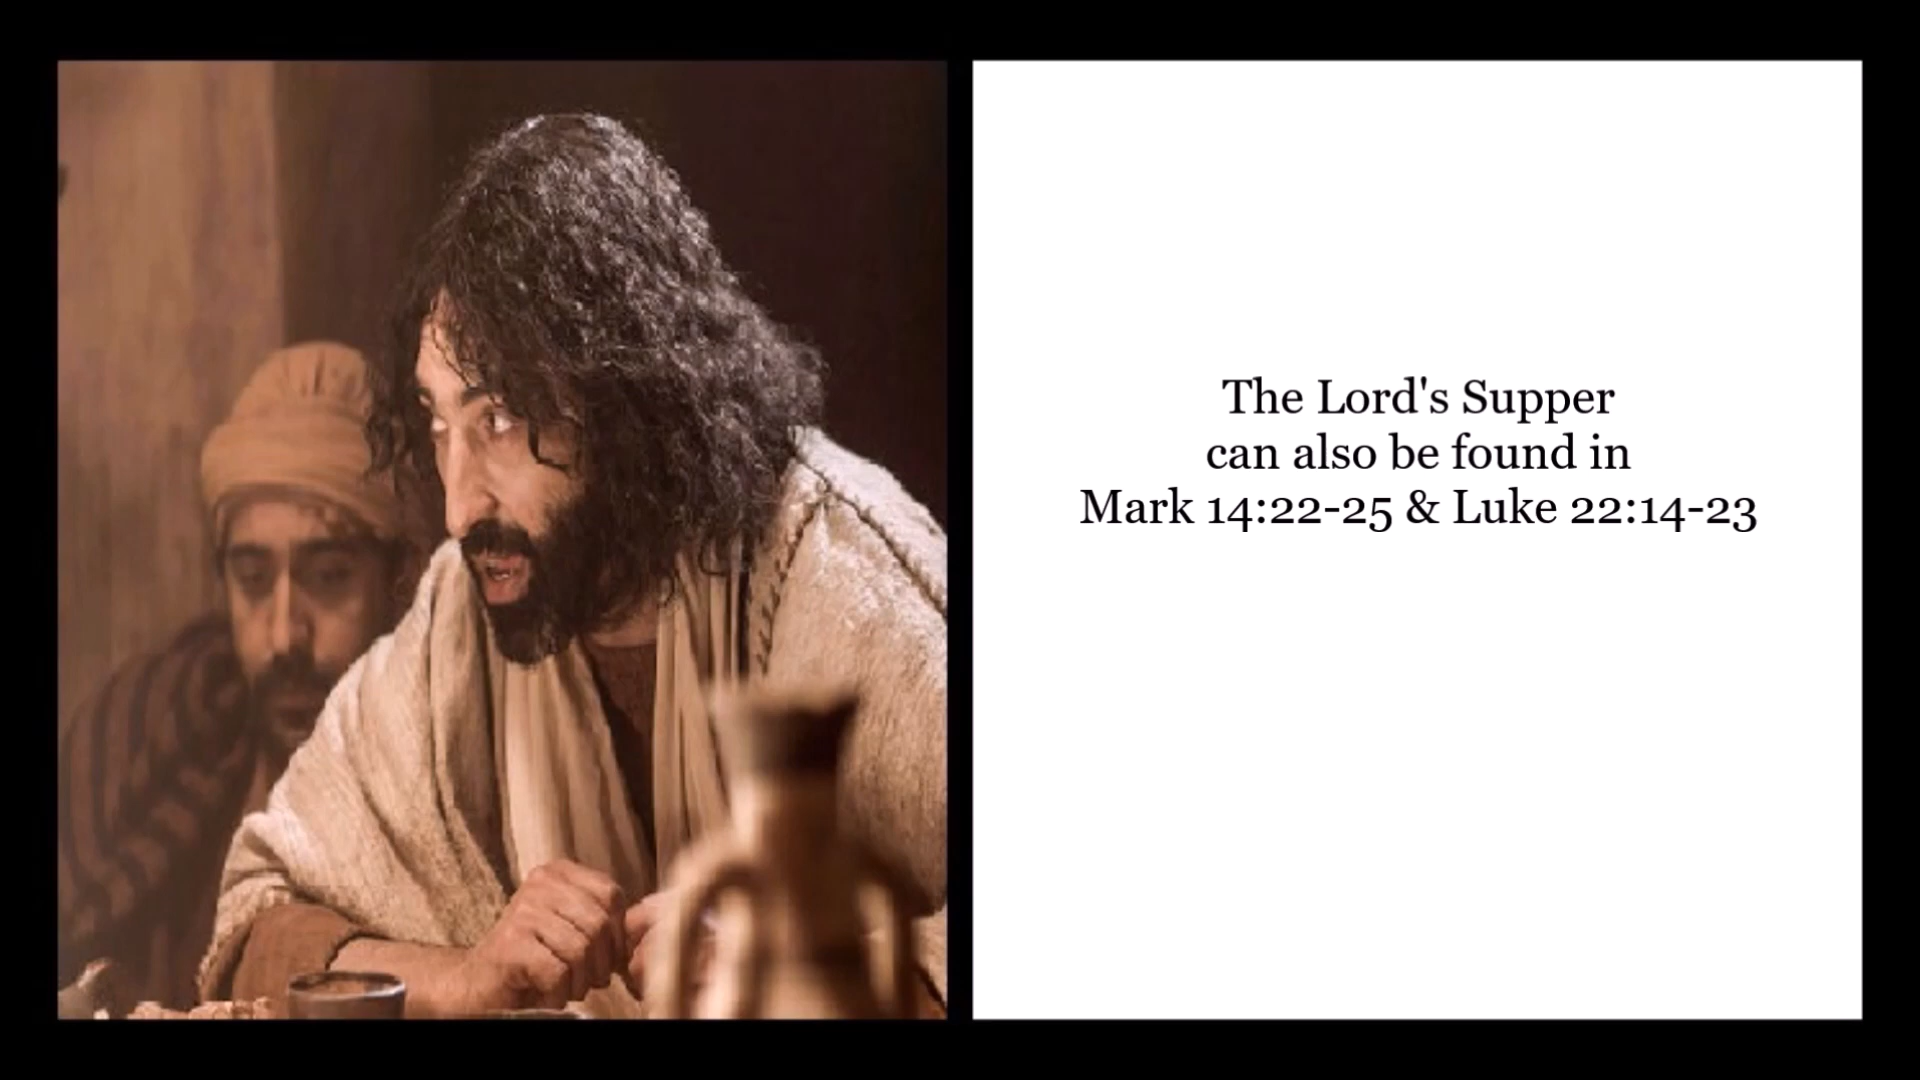 The Lord's Supper
can also be found in
Mark 14:22-25 & Luke 22:14-23